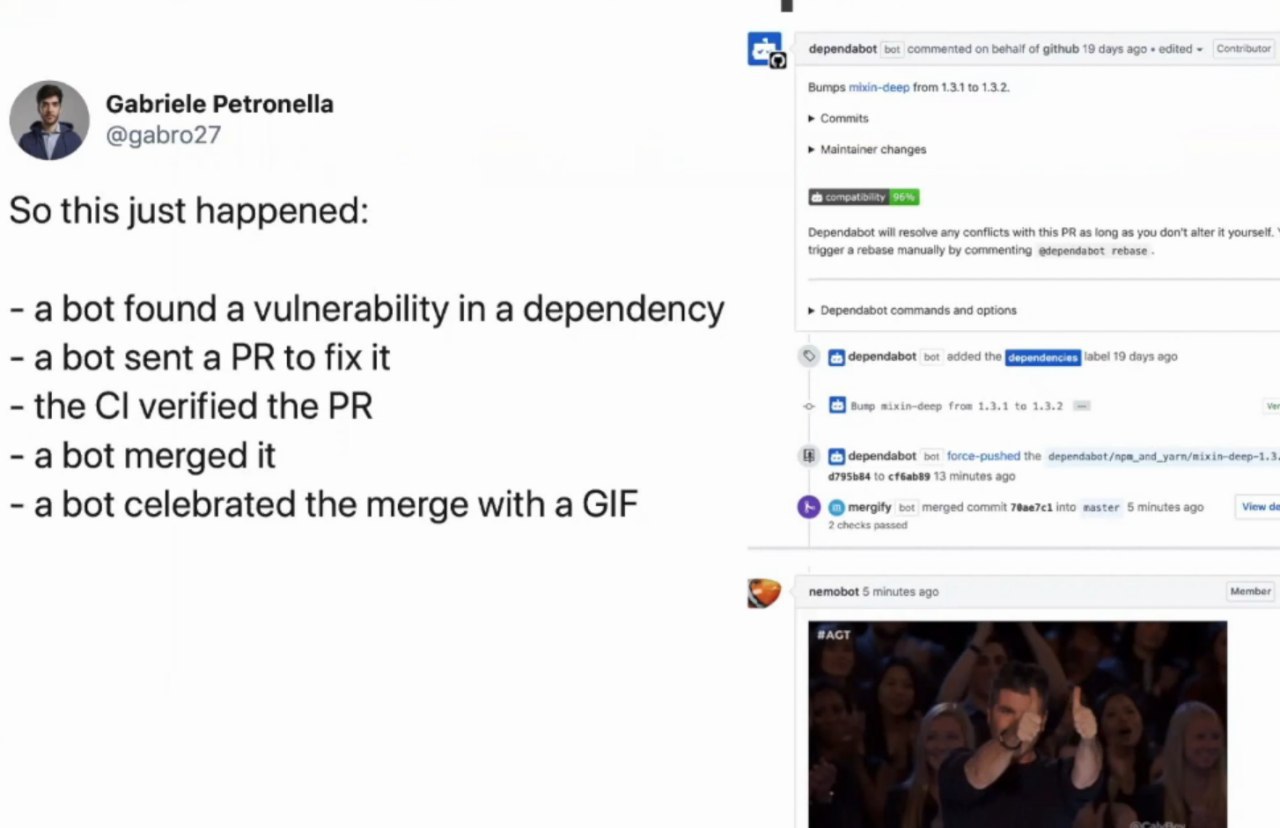 Gabriele Petronella
@gabro27
So this just happened:
- a bot found a vulnerability in a dependency
- a bot sent a PR to fix it
- the CI verified the PR
- a bot merged it
- a bot celebrated the merge with a GIF
dependabot bot commented on behalf of github 19 days ago • edited Contributor
Bumps mixin-deep from 1.3.1 to 1.3.2.
Commits
Maintainer changes
compatibility 96%
Dependabot will resolve any conflicts with this PR as long as you don't alter it yourself.
trigger a rebase manually by commenting @dependabot rebase .
Dependabot commands and options
dependabot bot added the dependencies label 19 days ago
Bump mixin-deep from 1.3.1 to 1.3.2
dependabot bot force-pushed the dependabot/npm_and_yarn/mixin-deep-1.3.
d795b84 to cf6ab89 13 minutes ago
mergify bot merged commit 70ae7c1 into master 5 minutes ago View de
2 checks passed
nemobot 5 minutes ago Member
#AGT